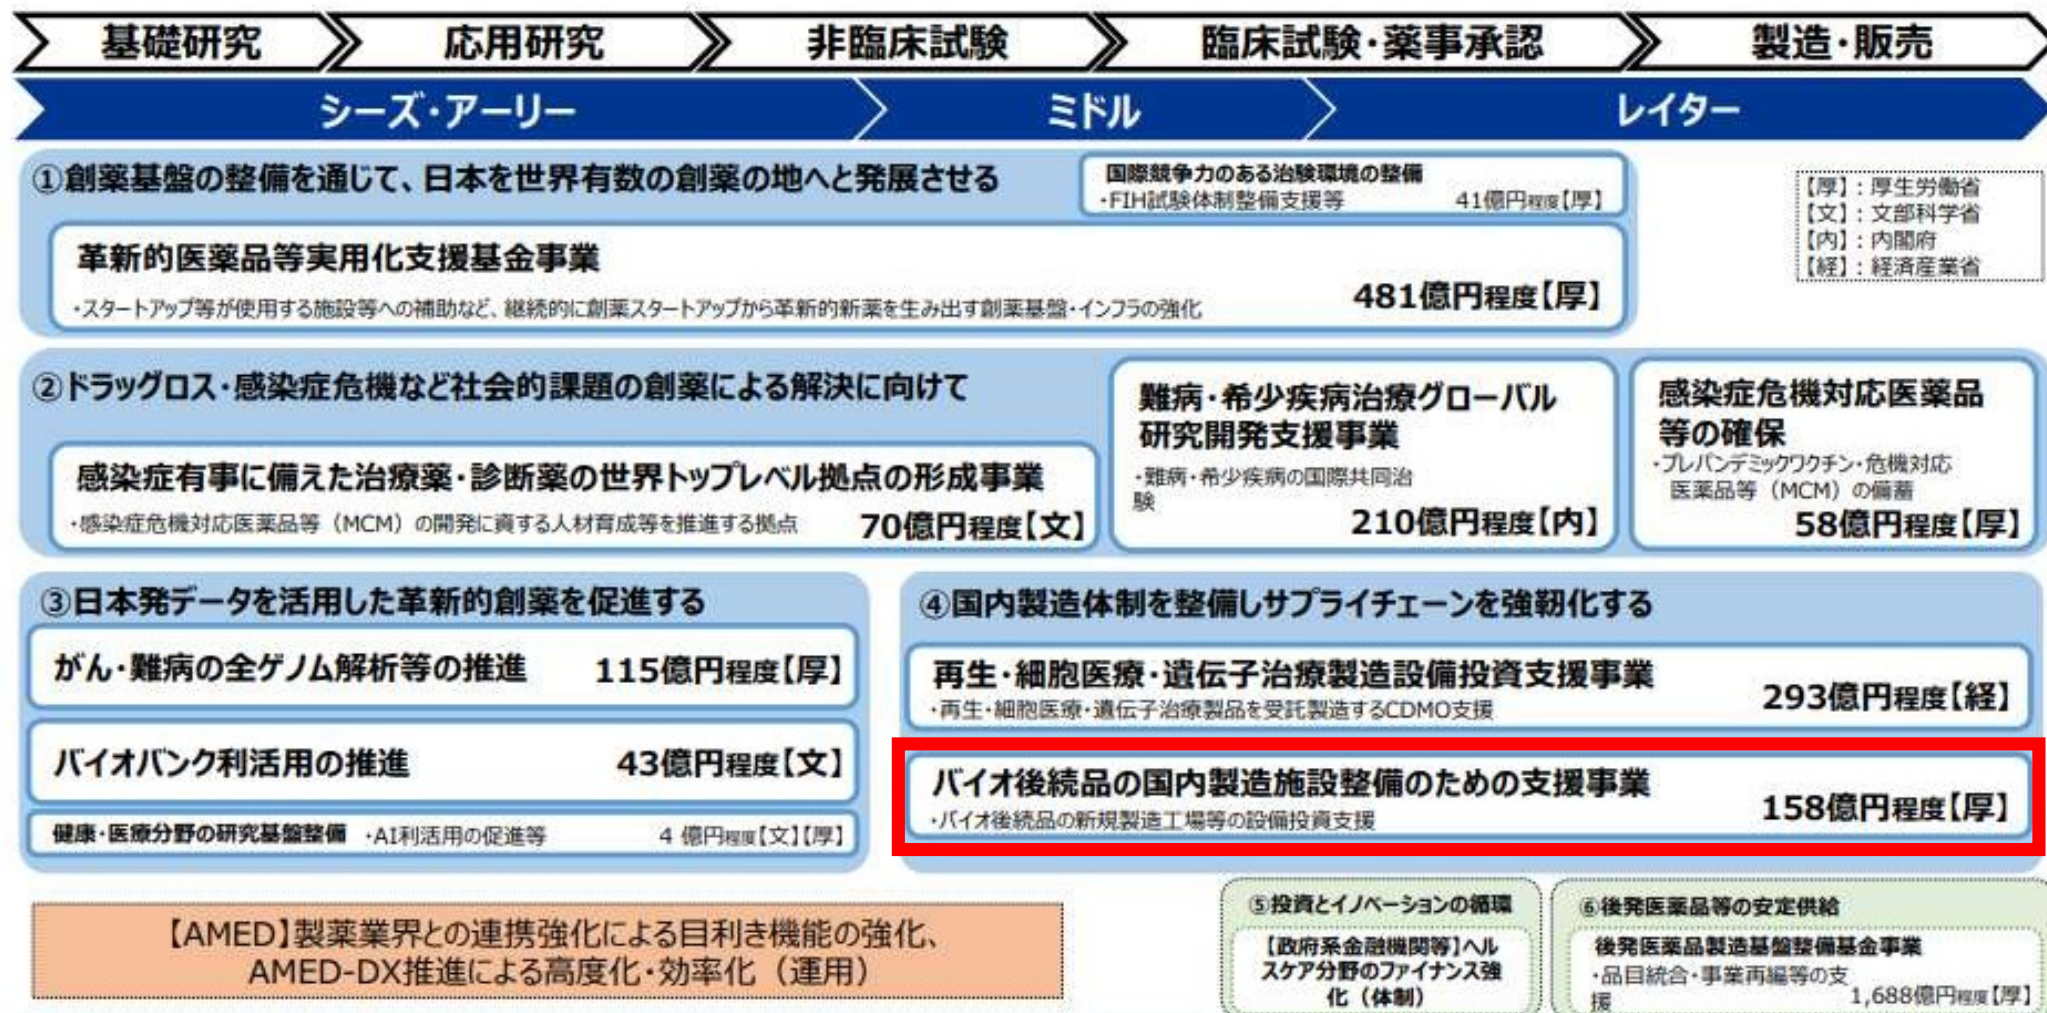 基礎研究
応用研究
非臨床試験
臨床試験・薬事承認
製造・販売
シーズ・アーリー
ミドル
レイター
①創薬基盤の整備を通じて、日本を世界有数の創薬の地へと発展させる
国際競争力のある治験環境の整備
・FIH試験体制整備支援等 41億円程度【厚】
【厚】：厚生労働省
【文】：文部科学省
【内】：内閣府
【経】：経済産業省
革新的医薬品等実用化支援基金事業
・スタートアップ等が使用する施設等への補助など、継続的に創薬スタートアップから革新的新薬を生み出す創薬基盤・インフラの強化
481億円程度【厚】
②ドラッグロス・感染症危機など社会的課題の創薬による解決に向けて
感染症有事に備えた治療薬・診断薬の世界トップレベル拠点の形成事業
・感染症危機対応医薬品等（MCM）の開発に資する人材育成等を推進する拠点 70億円程度【文】
難病・希少疾病治療グローバル
研究開発支援事業
・難病・希少疾病の国際共同治
験
210億円程度【内】
感染症危機対応医薬品
等の確保
・プレパンデミックワクチン・危機対応
医薬品等（MCM）の備蓄
58億円程度【厚】
③日本発データを活用した革新的創薬を促進する
がん・難病の全ゲノム解析等の推進 115億円程度【厚】
バイオバンク利活用の推進 43億円程度【文】
健康・医療分野の研究基盤整備 ・AI利活用の促進等 4 億円程度【文】【厚】
④国内製造体制を整備しサプライチェーンを強靱化する
再生・細胞医療・遺伝子治療製造設備投資支援事業
・再生・細胞医療・遺伝子治療製品を受託製造するCDMO支援
293億円程度【経】
バイオ後続品の国内製造施設整備のための支援事業
・バイオ後続品の新規製造工場等の設備投資支援
158億円程度【厚】
【AMED】製薬業界との連携強化による目利き機能の強化、
AMED-DX推進による高度化・効率化（運用）
⑤投資とイノベーションの循環
【政府系金融機関等】ヘル
スケア分野のファイナンス強
化（体制）
⑥後発医薬品等の安定供給
後発医薬品製造基盤整備基金事業
・品目統合・事業再編等の支
援
1,688億円程度【厚】